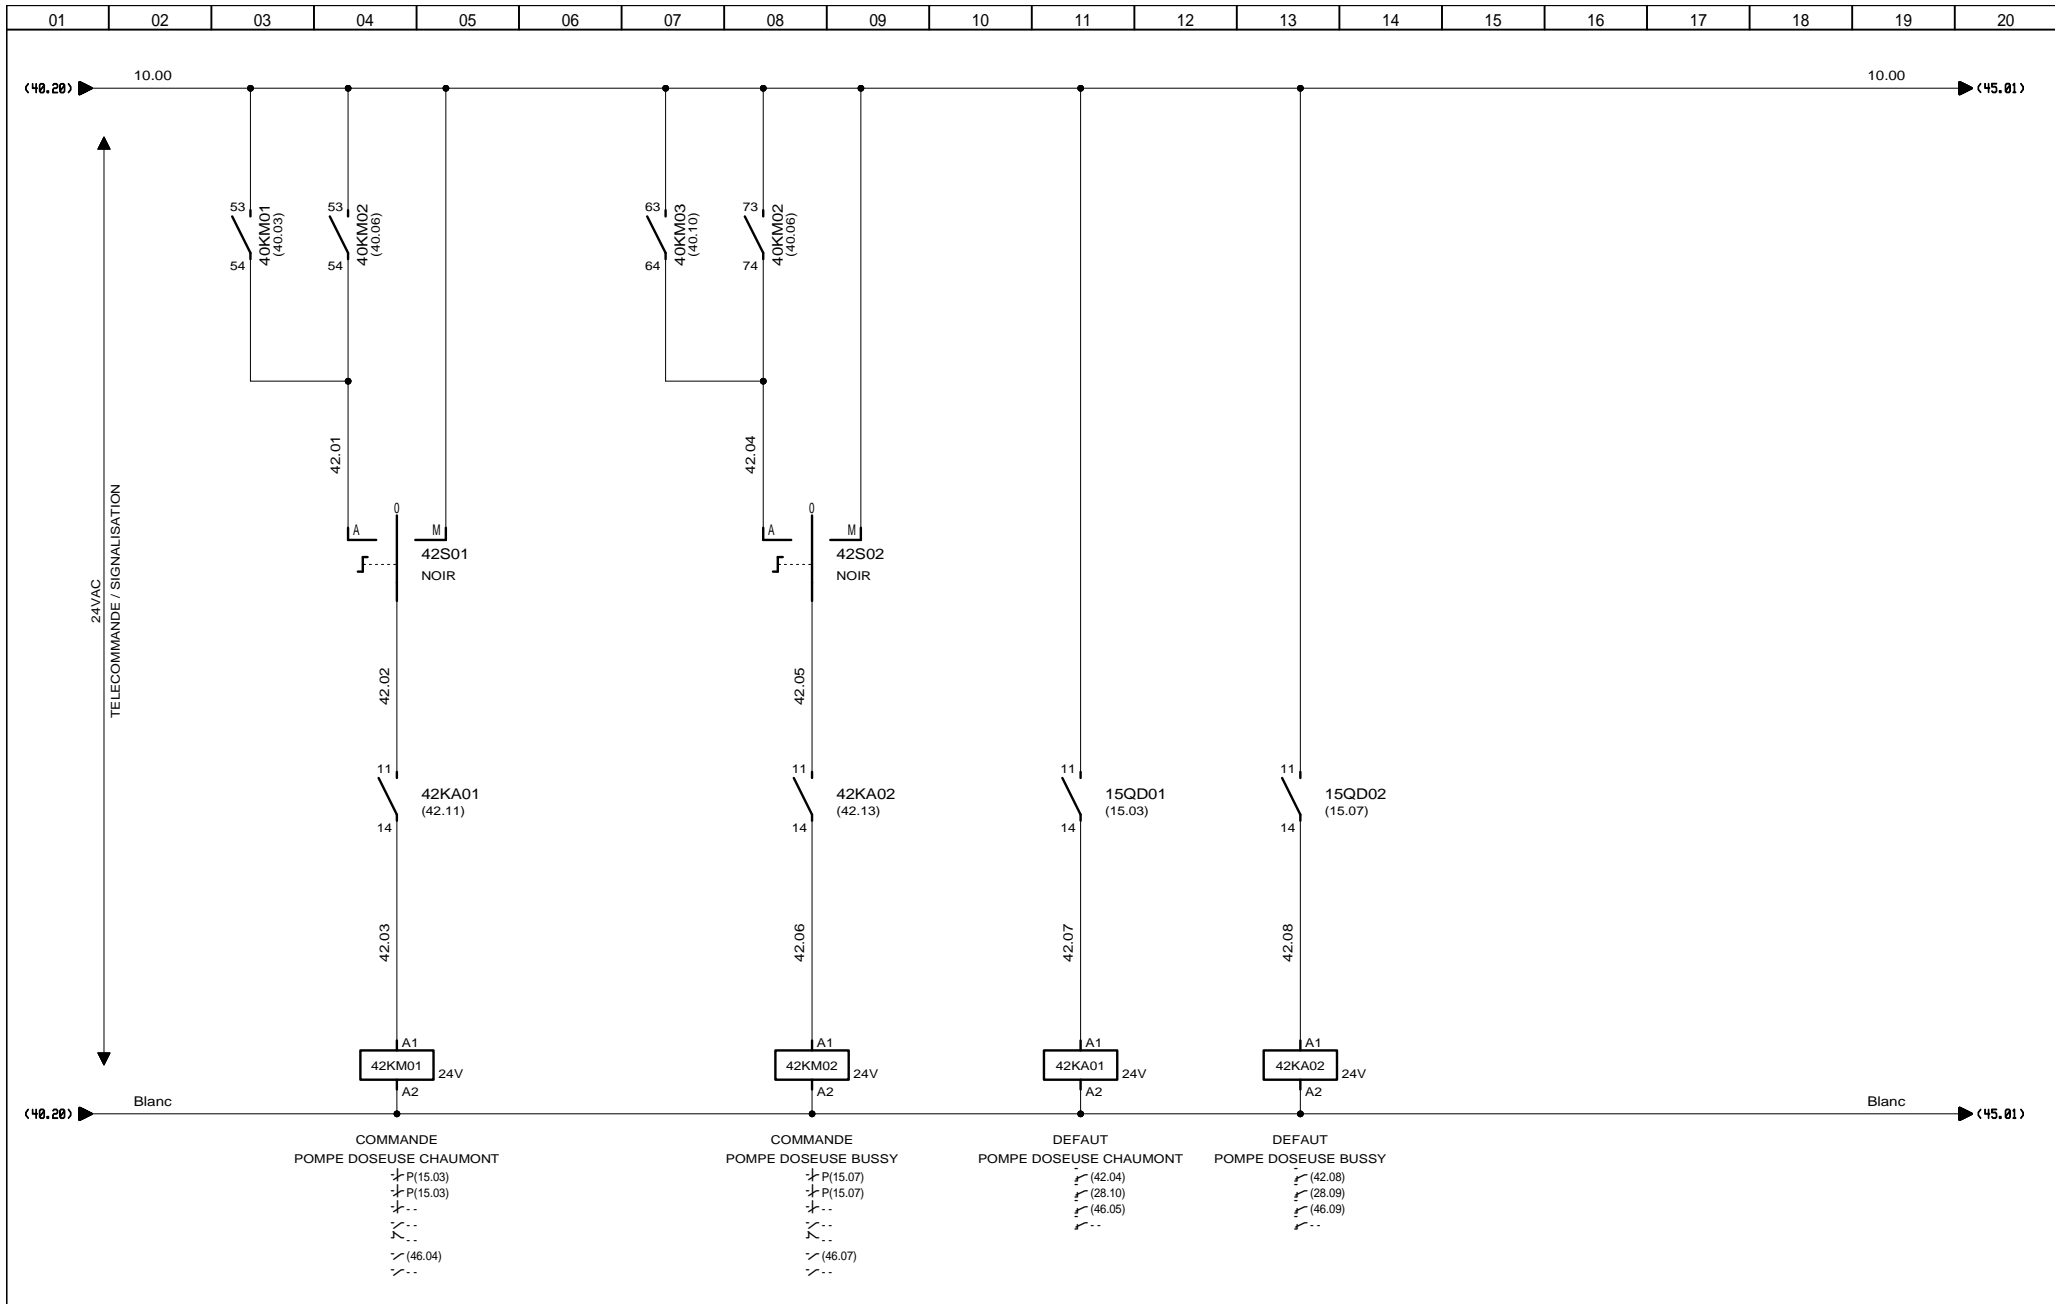 01 02 03 04 05 06 07 08 09 10 11 12 13 14 15 16 17 18 19 20
10.00 10.00
(40.20) (45.01)
53 40KM01 (40.03) 54
53 40KM02 (40.06) 54
63 40KM03 (40.10) 64
73 40KM02 (40.06) 74
24VAC
TELECOMMANDE / SIGNALISATION
42.01
42.04
0
A M
42S01
NOIR
0
A M
42S02
NOIR
42.02
42.05
11
42KA01
(42.11)
14
11
42KA02
(42.13)
14
11
15QD01
(15.03)
14
11
15QD02
(15.07)
14
42.03
42.06
42.07
42.08
A1
42KM01 24V
A2
A1
42KM02 24V
A2
A1
42KA01 24V
A2
A1
42KA02 24V
A2
Blanc Blanc
(40.20) (45.01)
COMMANDE
POMPE DOSEUSE CHAUMONT
P(15.03)
P(15.03)
--
--
--
(46.04)
--
COMMANDE
POMPE DOSEUSE BUSSY
P(15.07)
P(15.07)
--
--
--
(46.07)
--
DEFAUT
POMPE DOSEUSE CHAUMONT
(42.04)
(28.10)
(46.05)
--
DEFAUT
POMPE DOSEUSE BUSSY
(42.08)
(28.09)
(46.09)
--